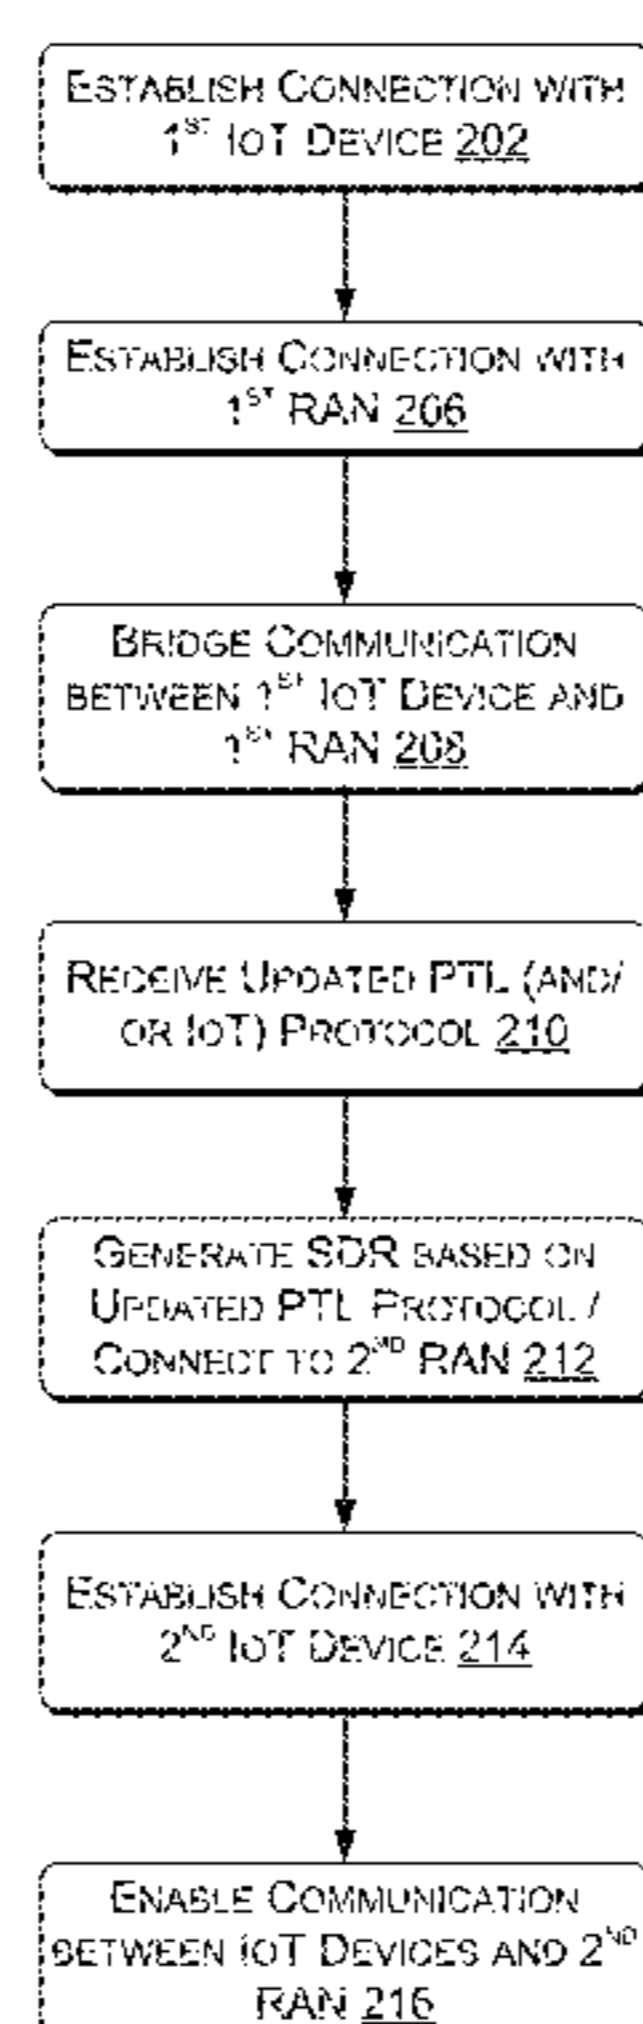 ESTABLISH CONNECTION WITH
1ST IOT DEVICE 202
ESTABLISH CONNECTION WITH
1ST RAN 206
BRIDGE COMMUNICATION
BETWEEN 1ST IOT DEVICE AND
1ST RAN 208
RECEIVE UPDATED PTL (AND/
OR IOT) PROTOCOL 210
GENERATE SDR BASED ON
UPDATED PTL PROTOCOL /
CONNECT TO 2ND RAN 212
ESTABLISH CONNECTION WITH
2ND IOT DEVICE 214
ENABLE COMMUNICATION
BETWEEN IOT DEVICES AND 2ND
RAN 216